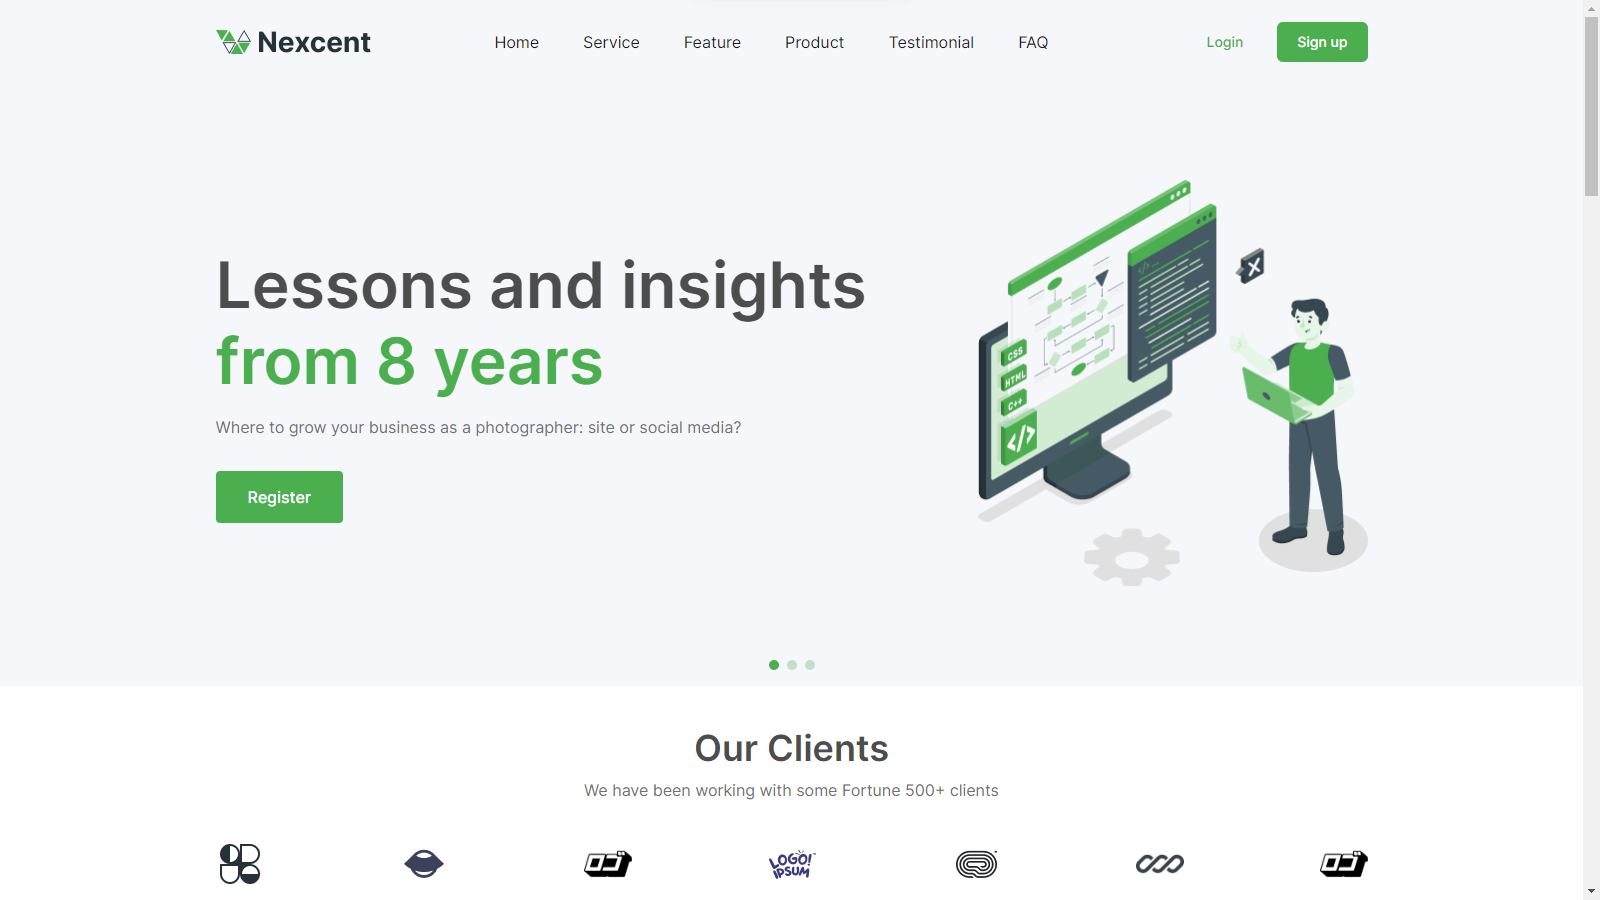 Nexcent
Home Service Feature Product Testimonial FAQ
Login Sign up
Lessons and insights
from 8 years
Where to grow your business as a photographer: site or social media?
Register
CSS
HTML
C++
</>
Our Clients
We have been working with some Fortune 500+ clients
LOGO!
IPSUM